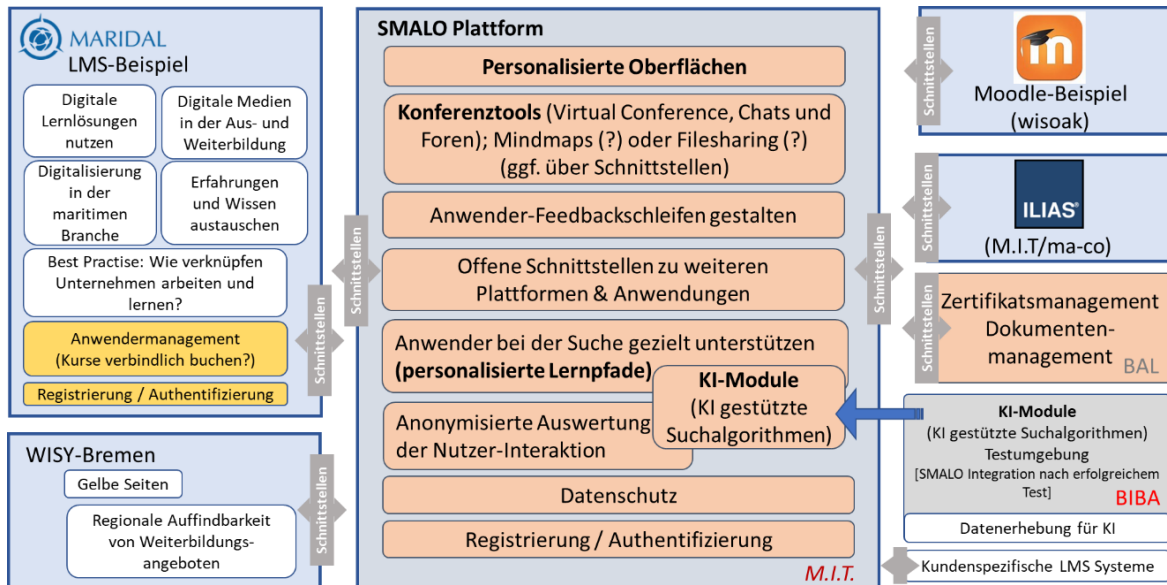 MARIDAL
LMS-Beispiel
Digitale
Lernlösungen
nutzen
Digitale Medien
in der Aus- und
Weiterbildung
Digitalisierung
in der
maritimen
Branche
Erfahrungen
und Wissen
austauschen
Best Practise: Wie verknüpfen
Unternehmen arbeiten und
lernen?
Anwendermanagement
(Kurse verbindlich buchen?)
Registrierung / Authentifizierung
Schnittstellen
WISY-Bremen
Gelbe Seiten
Regionale Auffindbarkeit
von Weiterbildungs-
angeboten
Schnittstellen
Schnittstellen
SMALO Plattform
Personalisierte Oberflächen
Konferenztools (Virtual Conference, Chats und
Foren); Mindmaps (?) oder Filesharing (?)
(ggf. über Schnittstellen)
Anwender-Feedbackschleifen gestalten
Offene Schnittstellen zu weiteren
Plattformen & Anwendungen
Anwender bei der Suche gezielt unterstützen
(personalisierte Lernpfade)
KI-Module
(KI gestützte
Suchalgorithmen)
Anonymisierte Auswertung
der Nutzer-Interaktion
Datenschutz
Registrierung / Authentifizierung
M.I.T.
Schnittstellen
Schnittstellen
m
Moodle-Beispiel
(wisoak)
Schnittstellen
ILIAS®
(M.I.T/ma-co)
Schnittstellen
Zertifikatsmanagement
Dokumenten-
management
BAL
KI-Module
(KI gestützte Suchalgorithmen)
Testumgebung
[SMALO Integration nach erfolgreichem
Test]
BIBA
Datenerhebung für KI
Kundenspezifische LMS Systeme